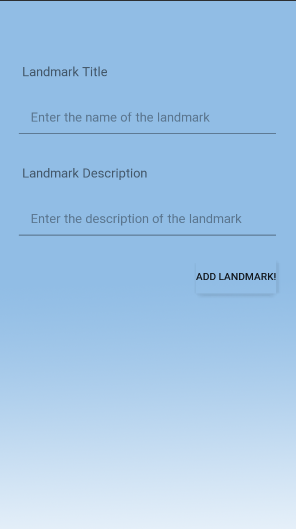 Landmark Title
Enter the name of the landmark
Landmark Description
Enter the description of the landmark
ADD LANDMARK!